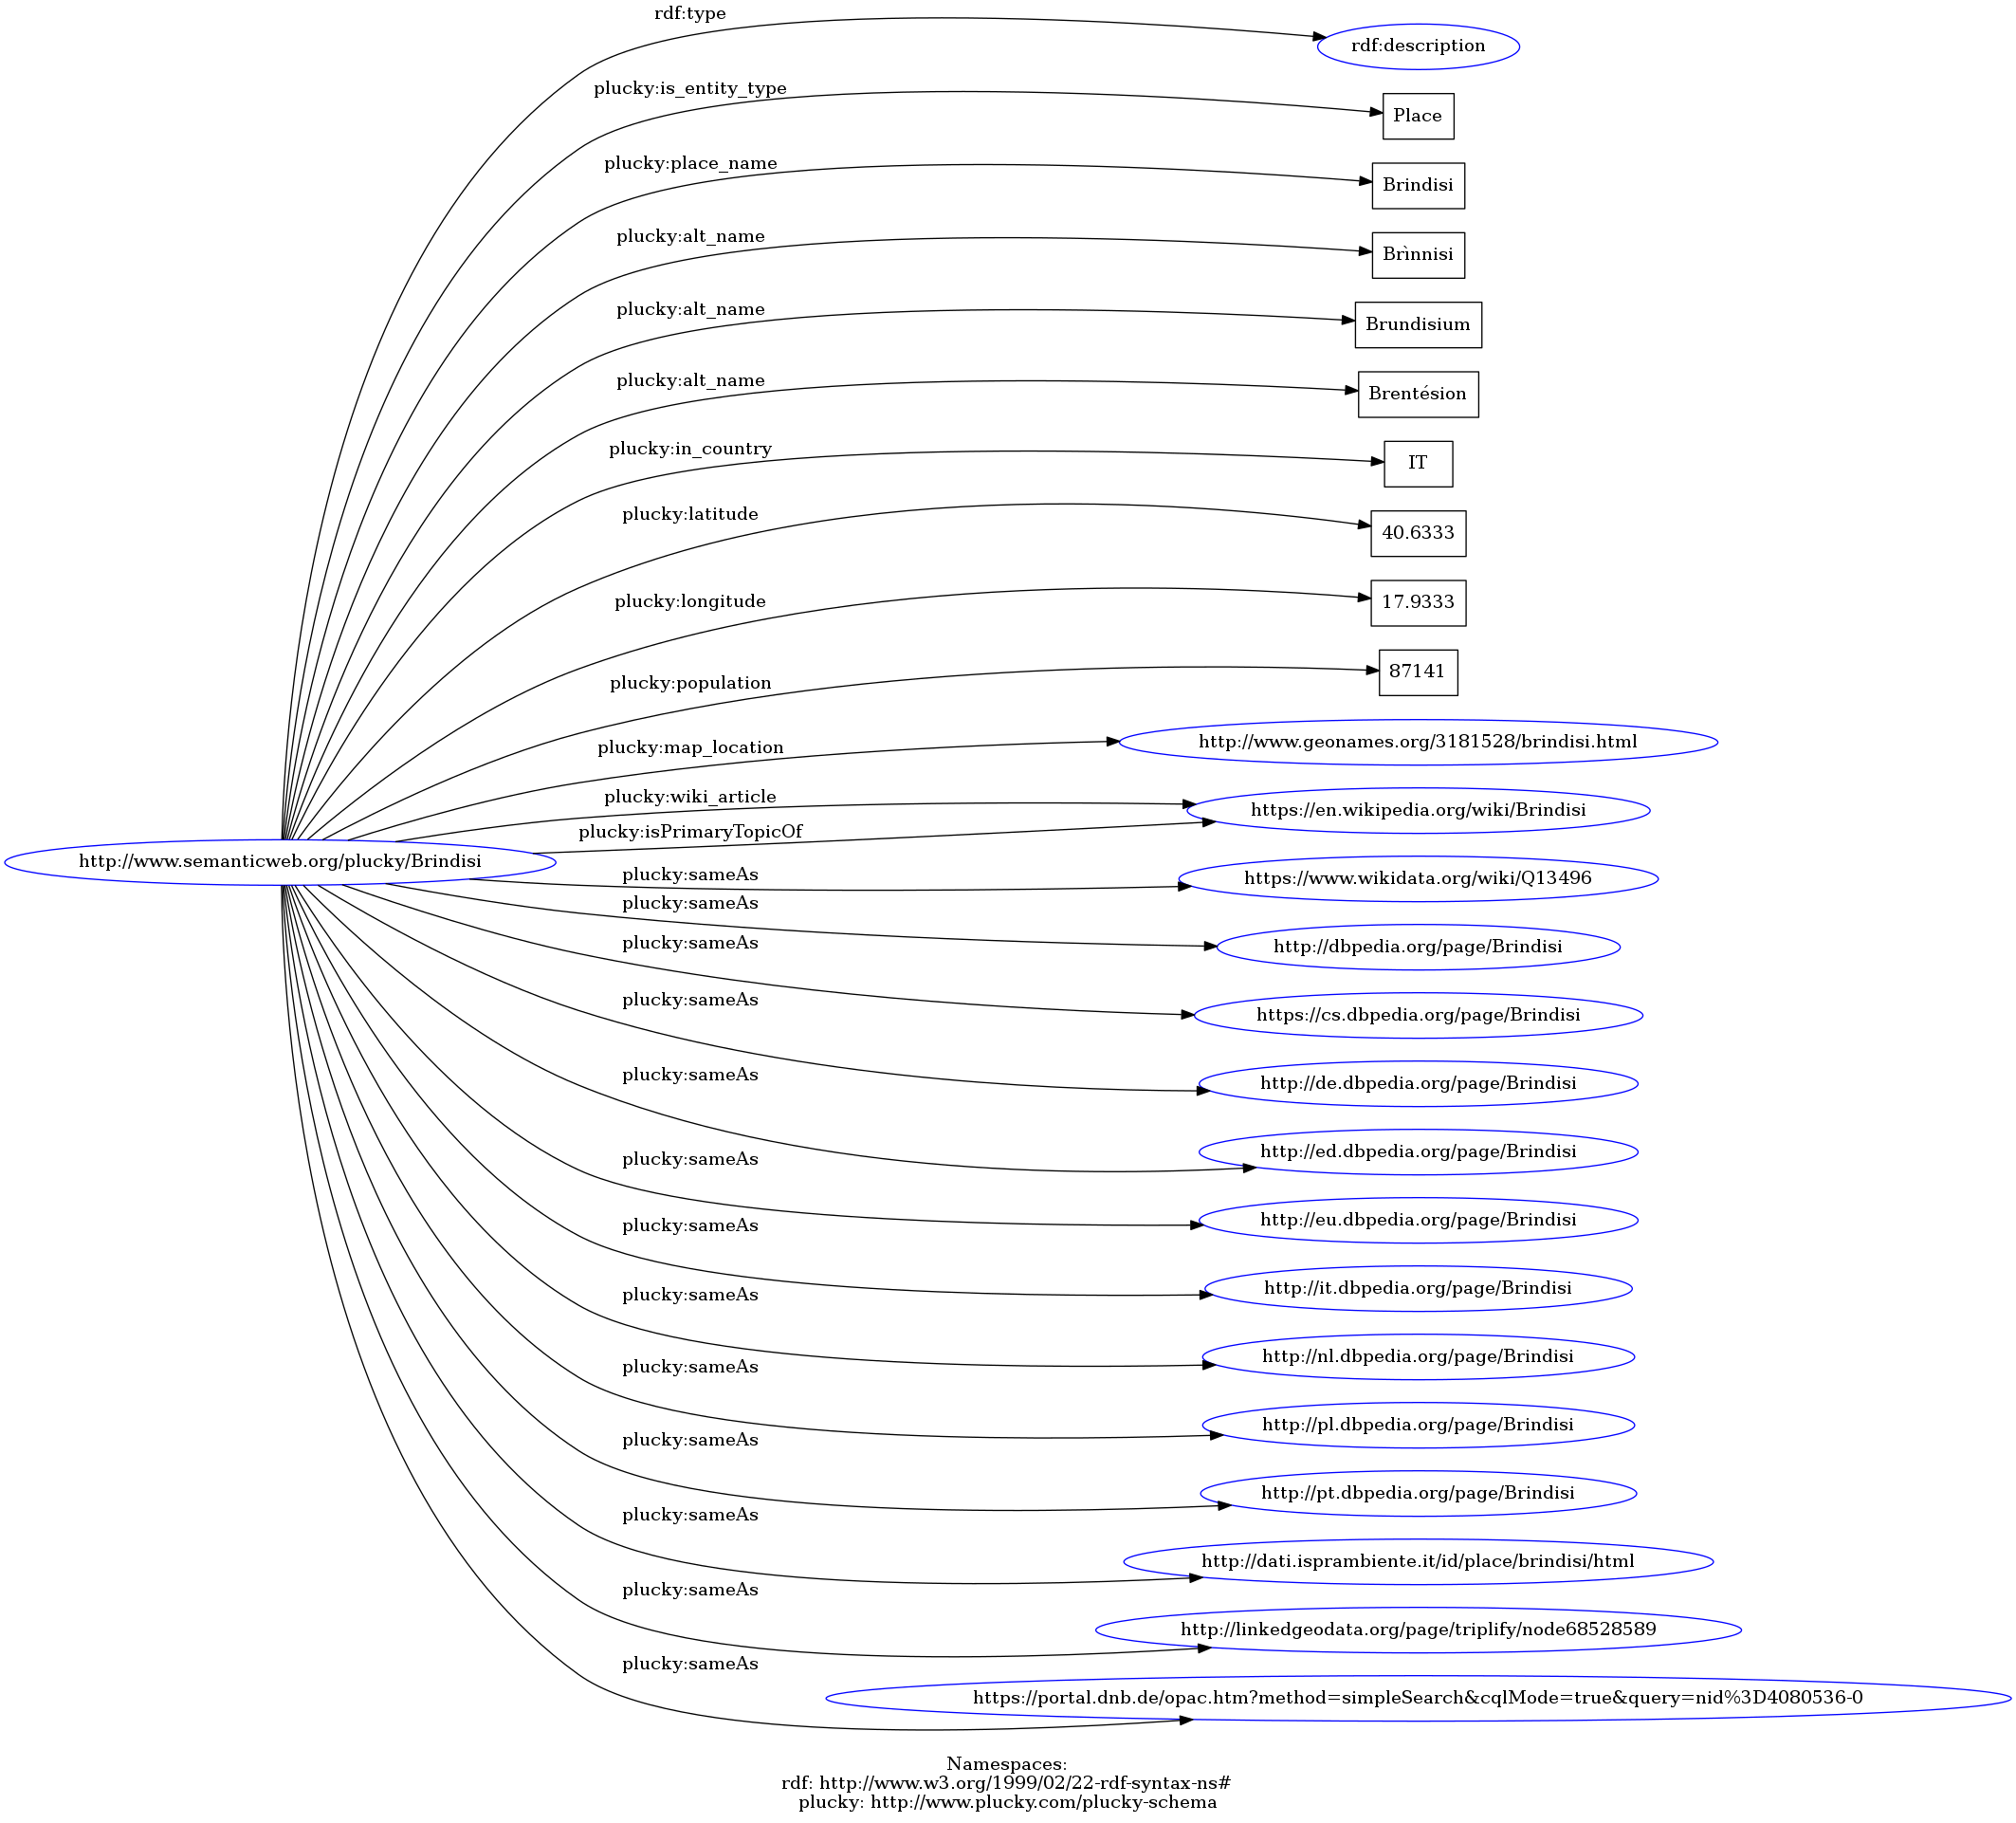 rdf:type
rdf:description
plucky:is_entity_type
Place
plucky:place_name
Brindisi
plucky:alt_name
Brìnnisi
plucky:alt_name
Brundisium
plucky:alt_name
Brentésion
plucky:in_country
IT
plucky:latitude
40.6333
plucky:longitude
17.9333
plucky:population
87141
plucky:map_location
http://www.geonames.org/3181528/brindisi.html
plucky:wiki_article
https://en.wikipedia.org/wiki/Brindisi
plucky:isPrimaryTopicOf
http://www.semanticweb.org/plucky/Brindisi
plucky:sameAs
https://www.wikidata.org/wiki/Q13496
plucky:sameAs
http://dbpedia.org/page/Brindisi
plucky:sameAs
https://cs.dbpedia.org/page/Brindisi
plucky:sameAs
http://de.dbpedia.org/page/Brindisi
plucky:sameAs
http://ed.dbpedia.org/page/Brindisi
plucky:sameAs
http://eu.dbpedia.org/page/Brindisi
plucky:sameAs
http://it.dbpedia.org/page/Brindisi
plucky:sameAs
http://nl.dbpedia.org/page/Brindisi
plucky:sameAs
http://pl.dbpedia.org/page/Brindisi
plucky:sameAs
http://pt.dbpedia.org/page/Brindisi
plucky:sameAs
http://dati.isprambiente.it/id/place/brindisi/html
plucky:sameAs
http://linkedgeodata.org/page/triplify/node68528589
plucky:sameAs
https://portal.dnb.de/opac.htm?method=simpleSearch&cqlMode=true&query=nid%3D4080536-0
Namespaces:
rdf: http://www.w3.org/1999/02/22-rdf-syntax-ns#
plucky: http://www.plucky.com/plucky-schema